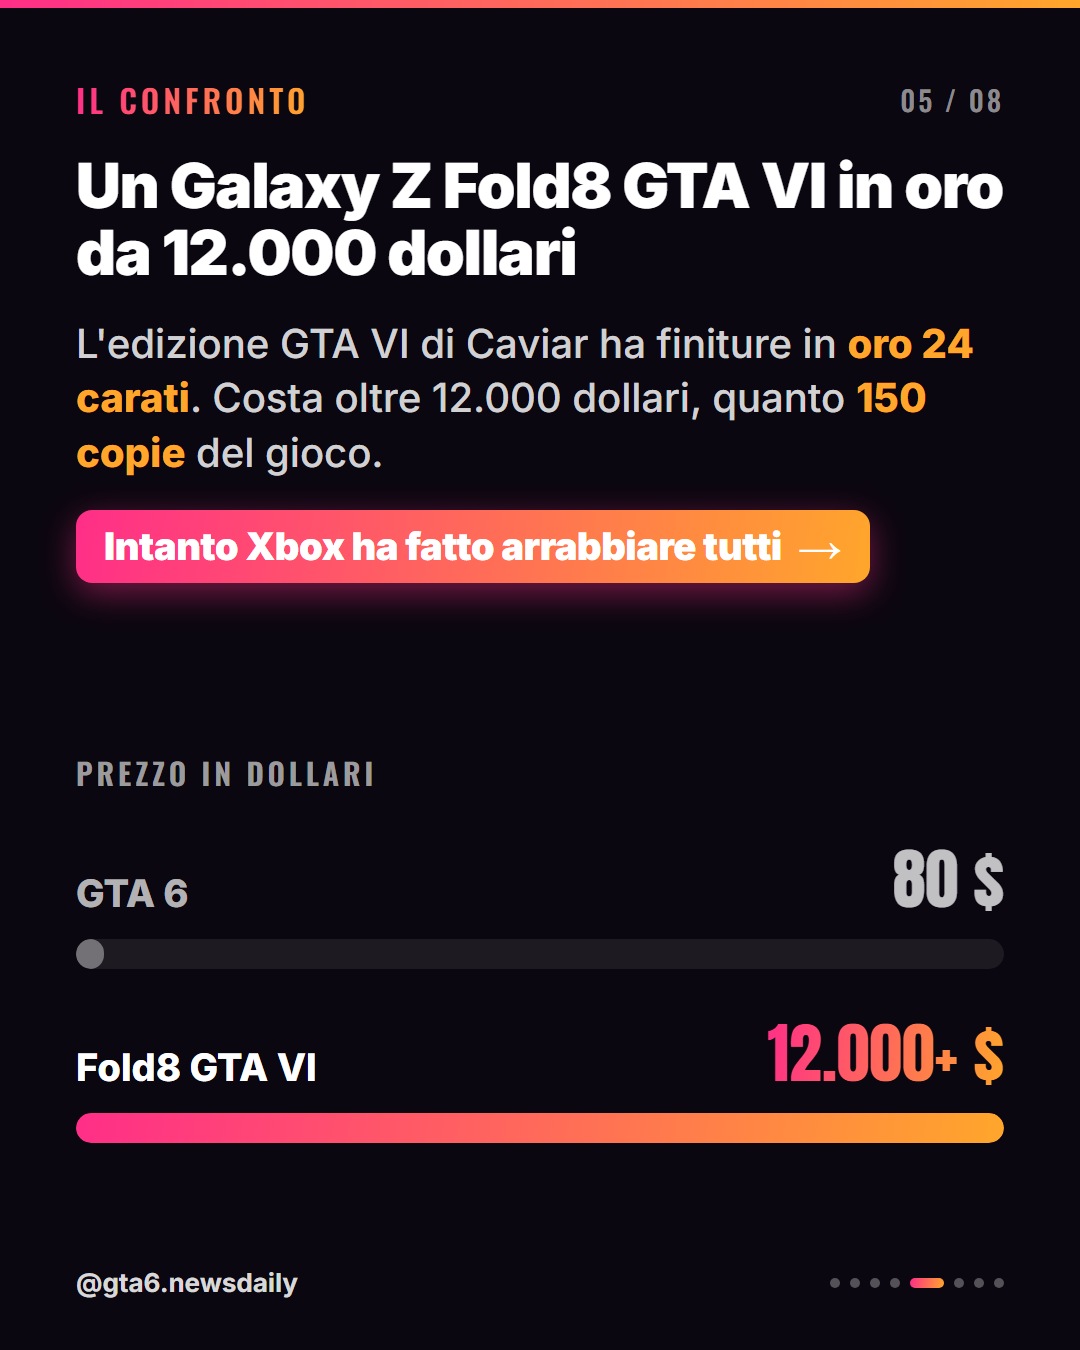 IL CONFRONTO
05 / 08
Un Galaxy Z Fold8 GTA VI in oro
da 12.000 dollari
L'edizione GTA VI di Caviar ha finiture in oro 24
carati. Costa oltre 12.000 dollari, quanto 150
copie del gioco.
Intanto Xbox ha fatto arrabbiare tutti →
PREZZO IN DOLLARI
GTA 6
80 $
Fold8 GTA VI
12.000+ $
@gta6.newsdaily